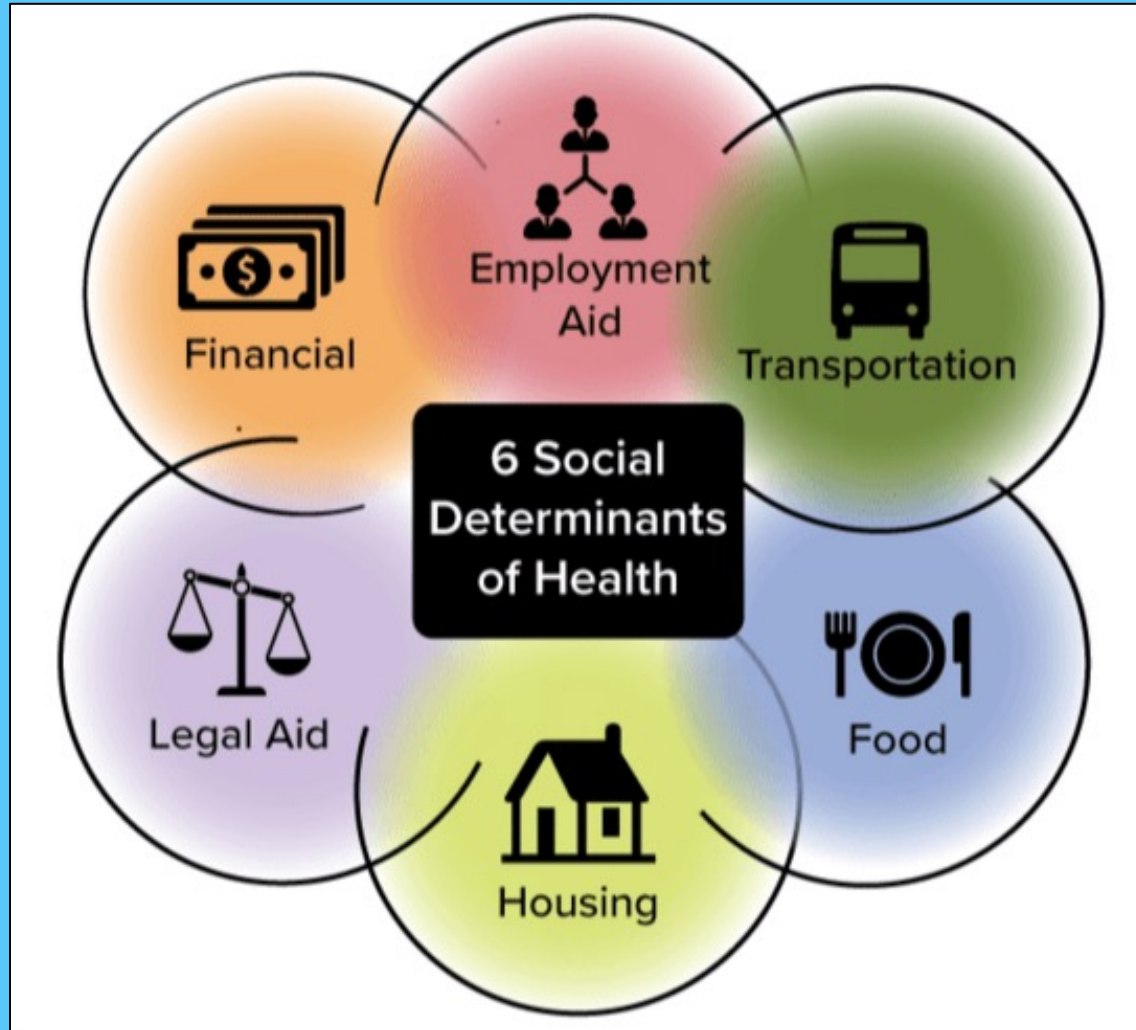 Employment
Aid
Financial
Transportation
6 Social
Determinants
of Health
Legal Aid
Food
Housing